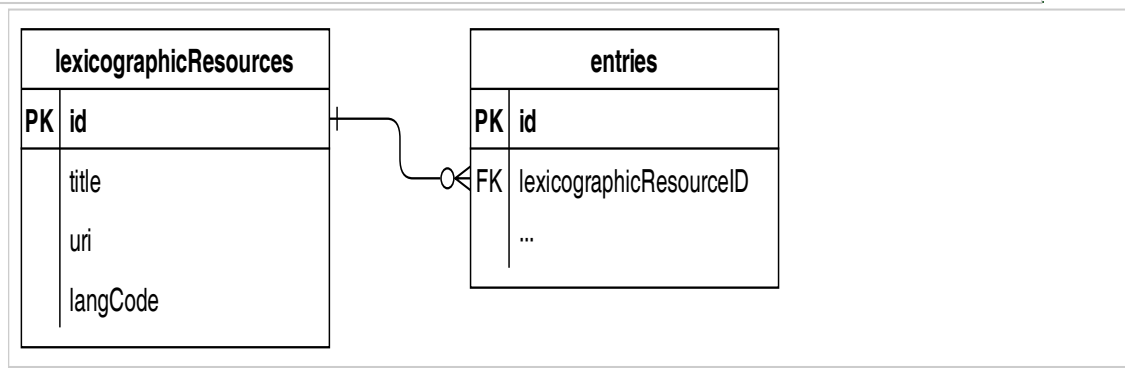 lexicographicResources
PK id
title
uri
langCode
entries
PK id
FK lexicographicResourceID
...